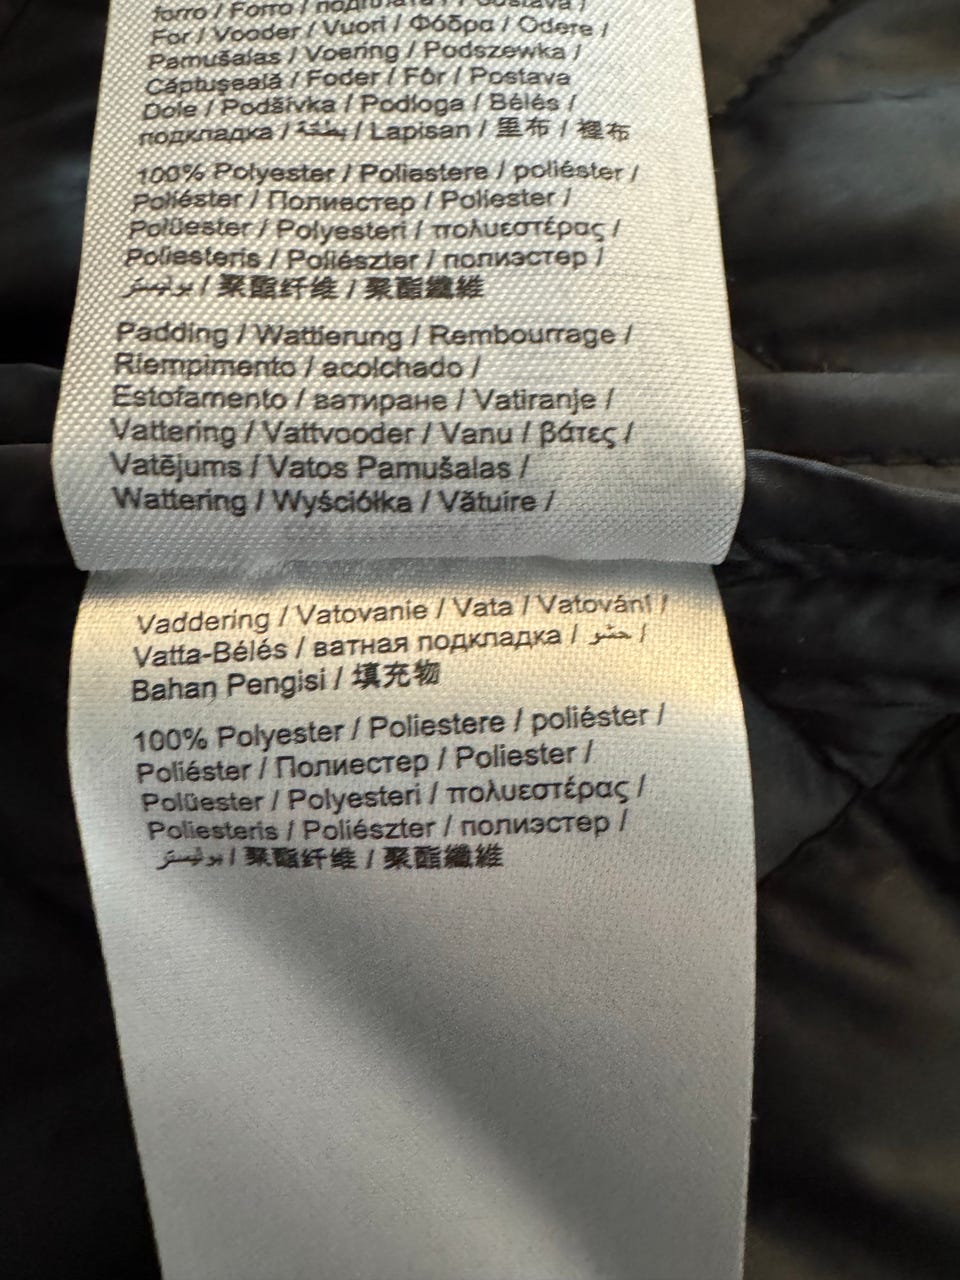 forro / Forro / подплата / Postava /
For / Vooder / Vuori / Φόδρα / Odere /
Pamušalas / Voering / Podszewka /
Căptușeală / Foder / Fôr / Postava
Dole / Podšívka / Podloga / Bélés /
подкладка / بطانة / Lapisan / 里布 / 裡布
100% Polyester / Poliestere / poliéster /
Poliéster / Полиестер / Poliester /
Polüester / Polyesteri / πολυεστέρας /
Poliesteris / Poliészter / полиэстер /
بوليستر / 聚酯纤维 / 聚酯纖維
Padding / Wattierung / Rembourrage /
Riempimento / acolchado /
Estofamento / ватиране / Vatiranje /
Vattering / Vattvooder / Vanu / βάτες /
Vatējums / Vatos Pamušalas /
Wattering / Wyściółka / Vătuire /
Vaddering / Vatovanie / Vata / Vatování /
Vatta-Bélés / ватная подкладка / حشو /
Bahan Pengisi / 填充物
100% Polyester / Poliestere / poliéster /
Poliéster / Полиестер / Poliester /
Polüester / Polyesteri / πολυεστέρας /
Poliesteris / Poliészter / полиэстер /
بوليستر / 聚酯纤维 / 聚酯纖維